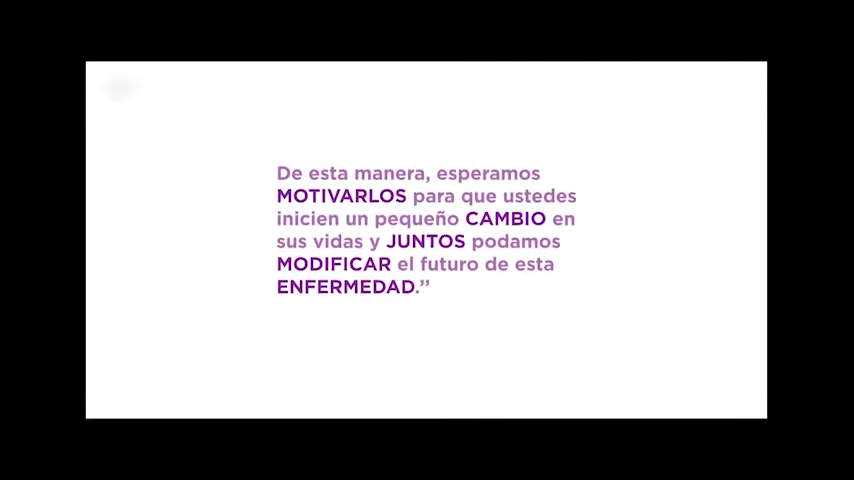 De esta manera, esperamos
MOTIVARLOS para que ustedes
inicien un pequeño CAMBIO en
sus vidas y JUNTOS podamos
MODIFICAR el futuro de esta
ENFERMEDAD.”